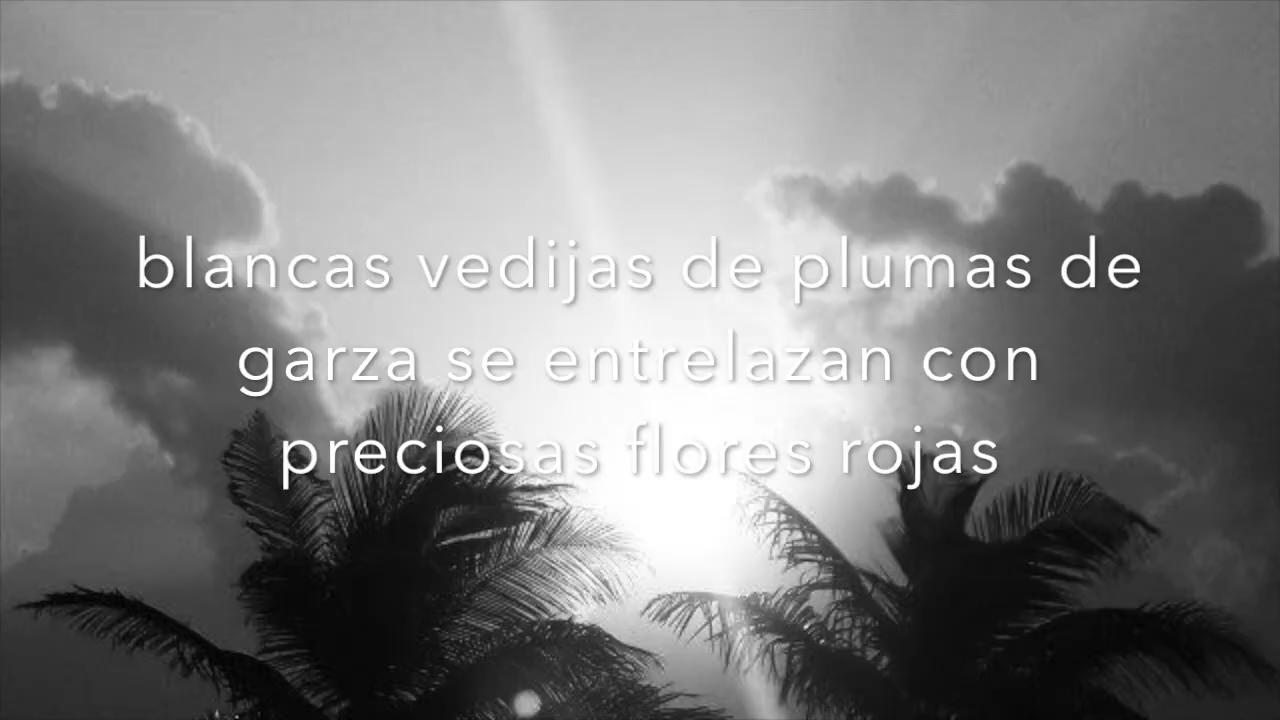 blancas vedijas de plumas de
garza se entrelazan con
preciosas flores rojas